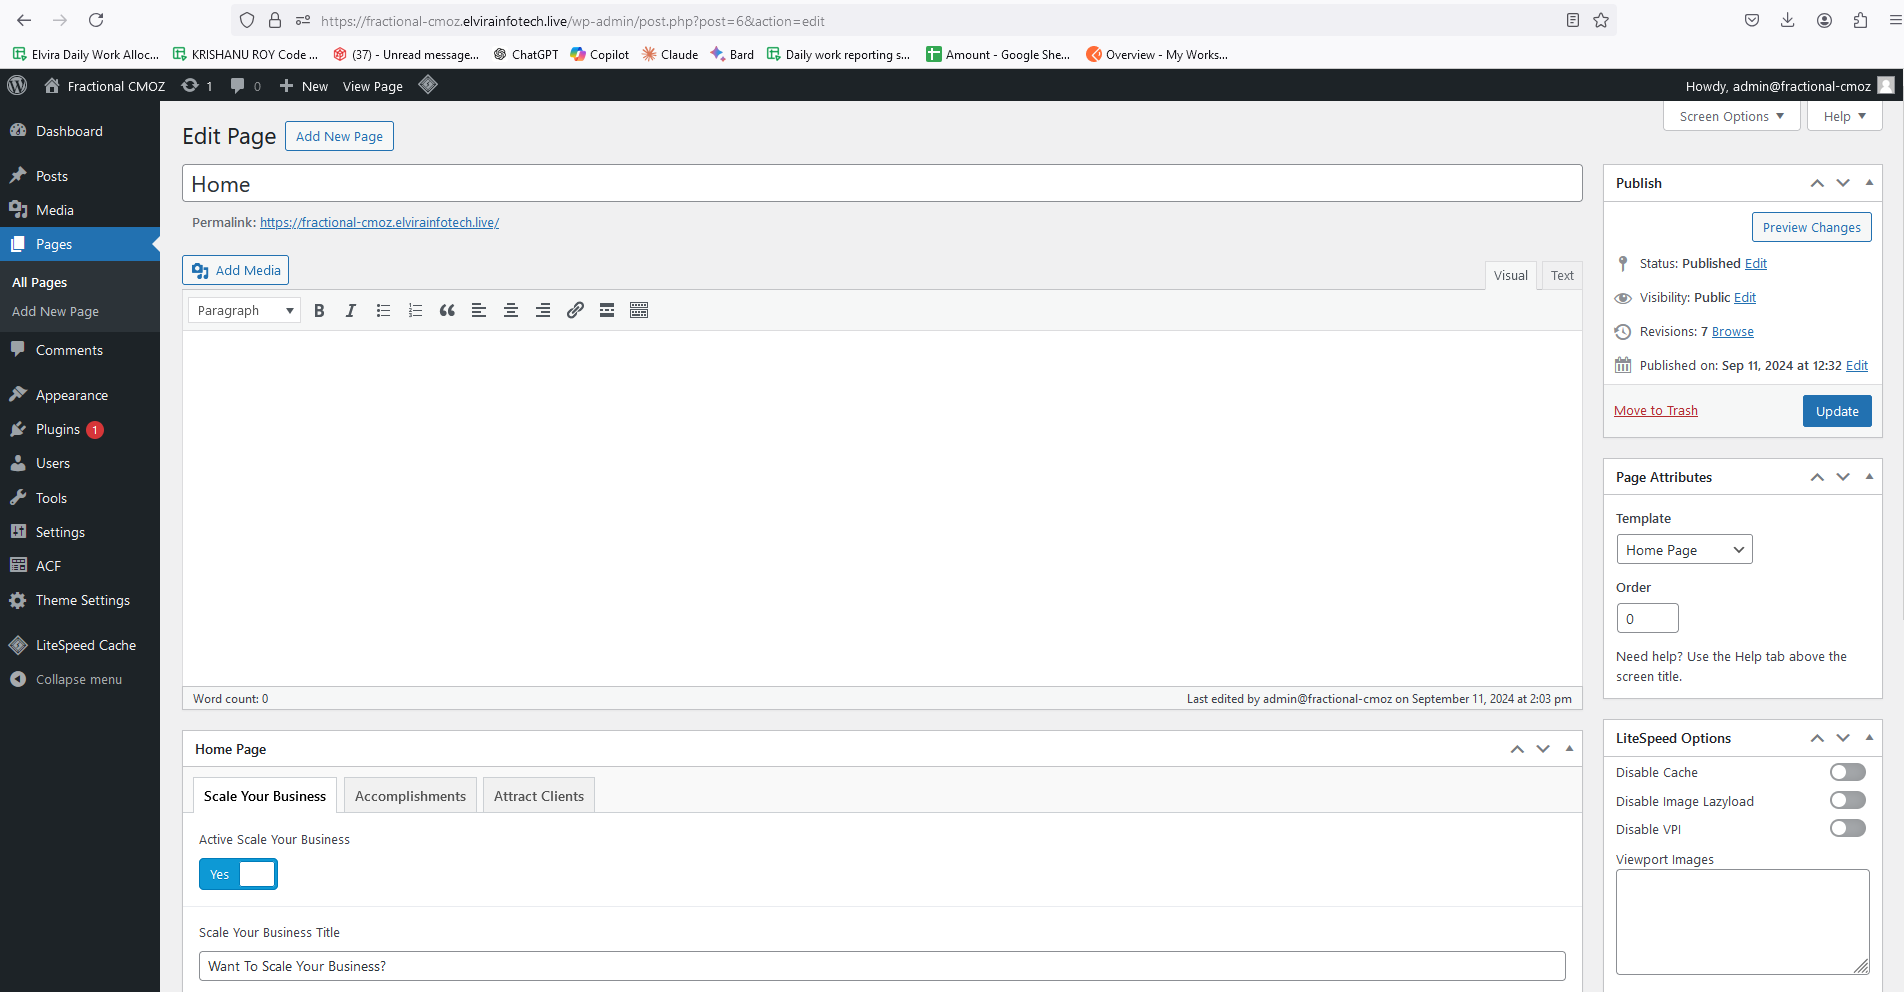 https://fractional-cmoz.elvirainfotech.live/wp-admin/post.php?post=6&action=edit
Elvira Daily Work Alloc...
KRISHANU ROY Code ...
(37) - Unread message...
ChatGPT
Copilot
Claude
Bard
Daily work reporting s...
Amount - Google She...
Overview - My Works...
Fractional CMOZ
1
0
New
View Page
Howdy, admin@fractional-cmoz
Dashboard
Posts
Media
Pages
All Pages
Add New Page
Comments
Appearance
Plugins 1
Users
Tools
Settings
ACF
Theme Settings
LiteSpeed Cache
Collapse menu
Screen Options
Help
Edit Page
Add New Page
Home
Permalink: https://fractional-cmoz.elvirainfotech.live/
Add Media
Visual
Text
Paragraph
Word count: 0
Last edited by admin@fractional-cmoz on September 11, 2024 at 2:03 pm
Home Page
Scale Your Business
Accomplishments
Attract Clients
Active Scale Your Business
Yes
Scale Your Business Title
Want To Scale Your Business?
Publish
Preview Changes
Status: Published Edit
Visibility: Public Edit
Revisions: 7 Browse
Published on: Sep 11, 2024 at 12:32 Edit
Move to Trash
Update
Page Attributes
Template
Home Page
Order
0
Need help? Use the Help tab above the
screen title.
LiteSpeed Options
Disable Cache
Disable Image Lazyload
Disable VPI
Viewport Images